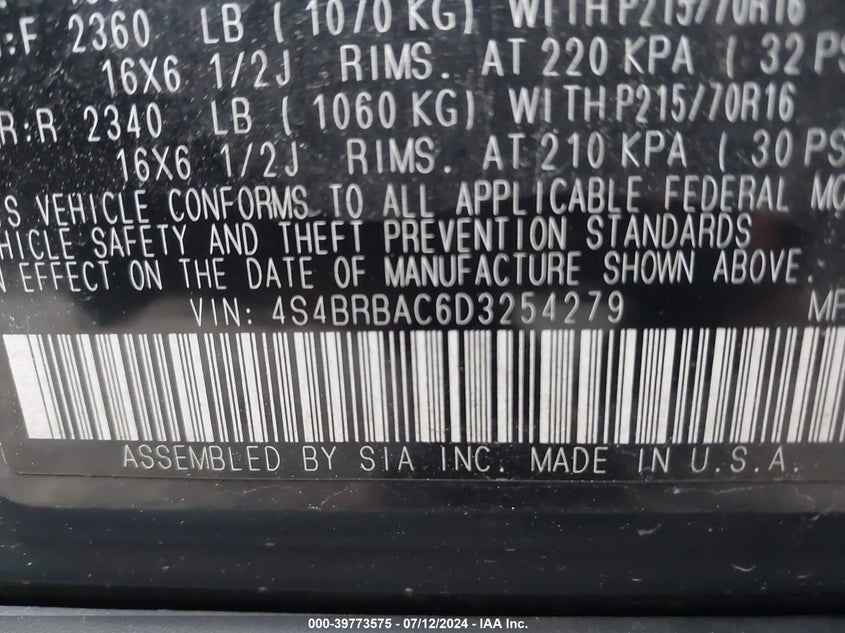 :F 2360 LB ( 1070 KG) WITH P215/70R16
16X6 1/2J RIMS. AT 220 KPA ( 32 PS
R:R 2340 LB ( 1060 KG) WITH P215/70R16
16X6 1/2J RIMS. AT 210 KPA ( 30 PS
S VEHICLE CONFORMS TO ALL APPLICABLE FEDERAL MO
HICLE SAFETY AND THEFT PREVENTION STANDARDS
N EFFECT ON THE DATE OF MANUFACTURE SHOWN ABOVE.
VIN: 4S4BRBAC6D3254279 MF
ASSEMBLED BY SIA INC. MADE IN U.S.A.
000-39773575 - 07/12/2024 - IAA Inc.